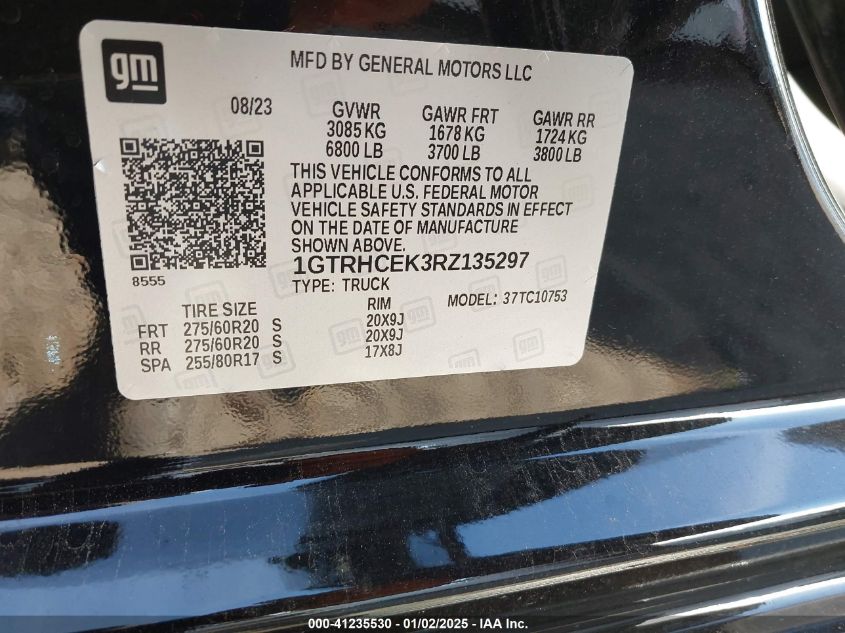 gm
MFD BY GENERAL MOTORS LLC
08/23 GVWR GAWR FRT GAWR RR
3085 KG 1678 KG 1724 KG
6800 LB 3700 LB 3800 LB
THIS VEHICLE CONFORMS TO ALL
APPLICABLE U.S. FEDERAL MOTOR
VEHICLE SAFETY STANDARDS IN EFFECT
ON THE DATE OF MANUFACTURE
SHOWN ABOVE.
8555
1GTRHCEK3RZ135297
TYPE: TRUCK
MODEL: 37TC10753
TIRE SIZE RIM
FRT 275/60R20 S 20X9J
RR 275/60R20 S 20X9J
SPA 255/80R17 S 17X8J
000-41235530 - 01/02/2025 - IAA Inc.